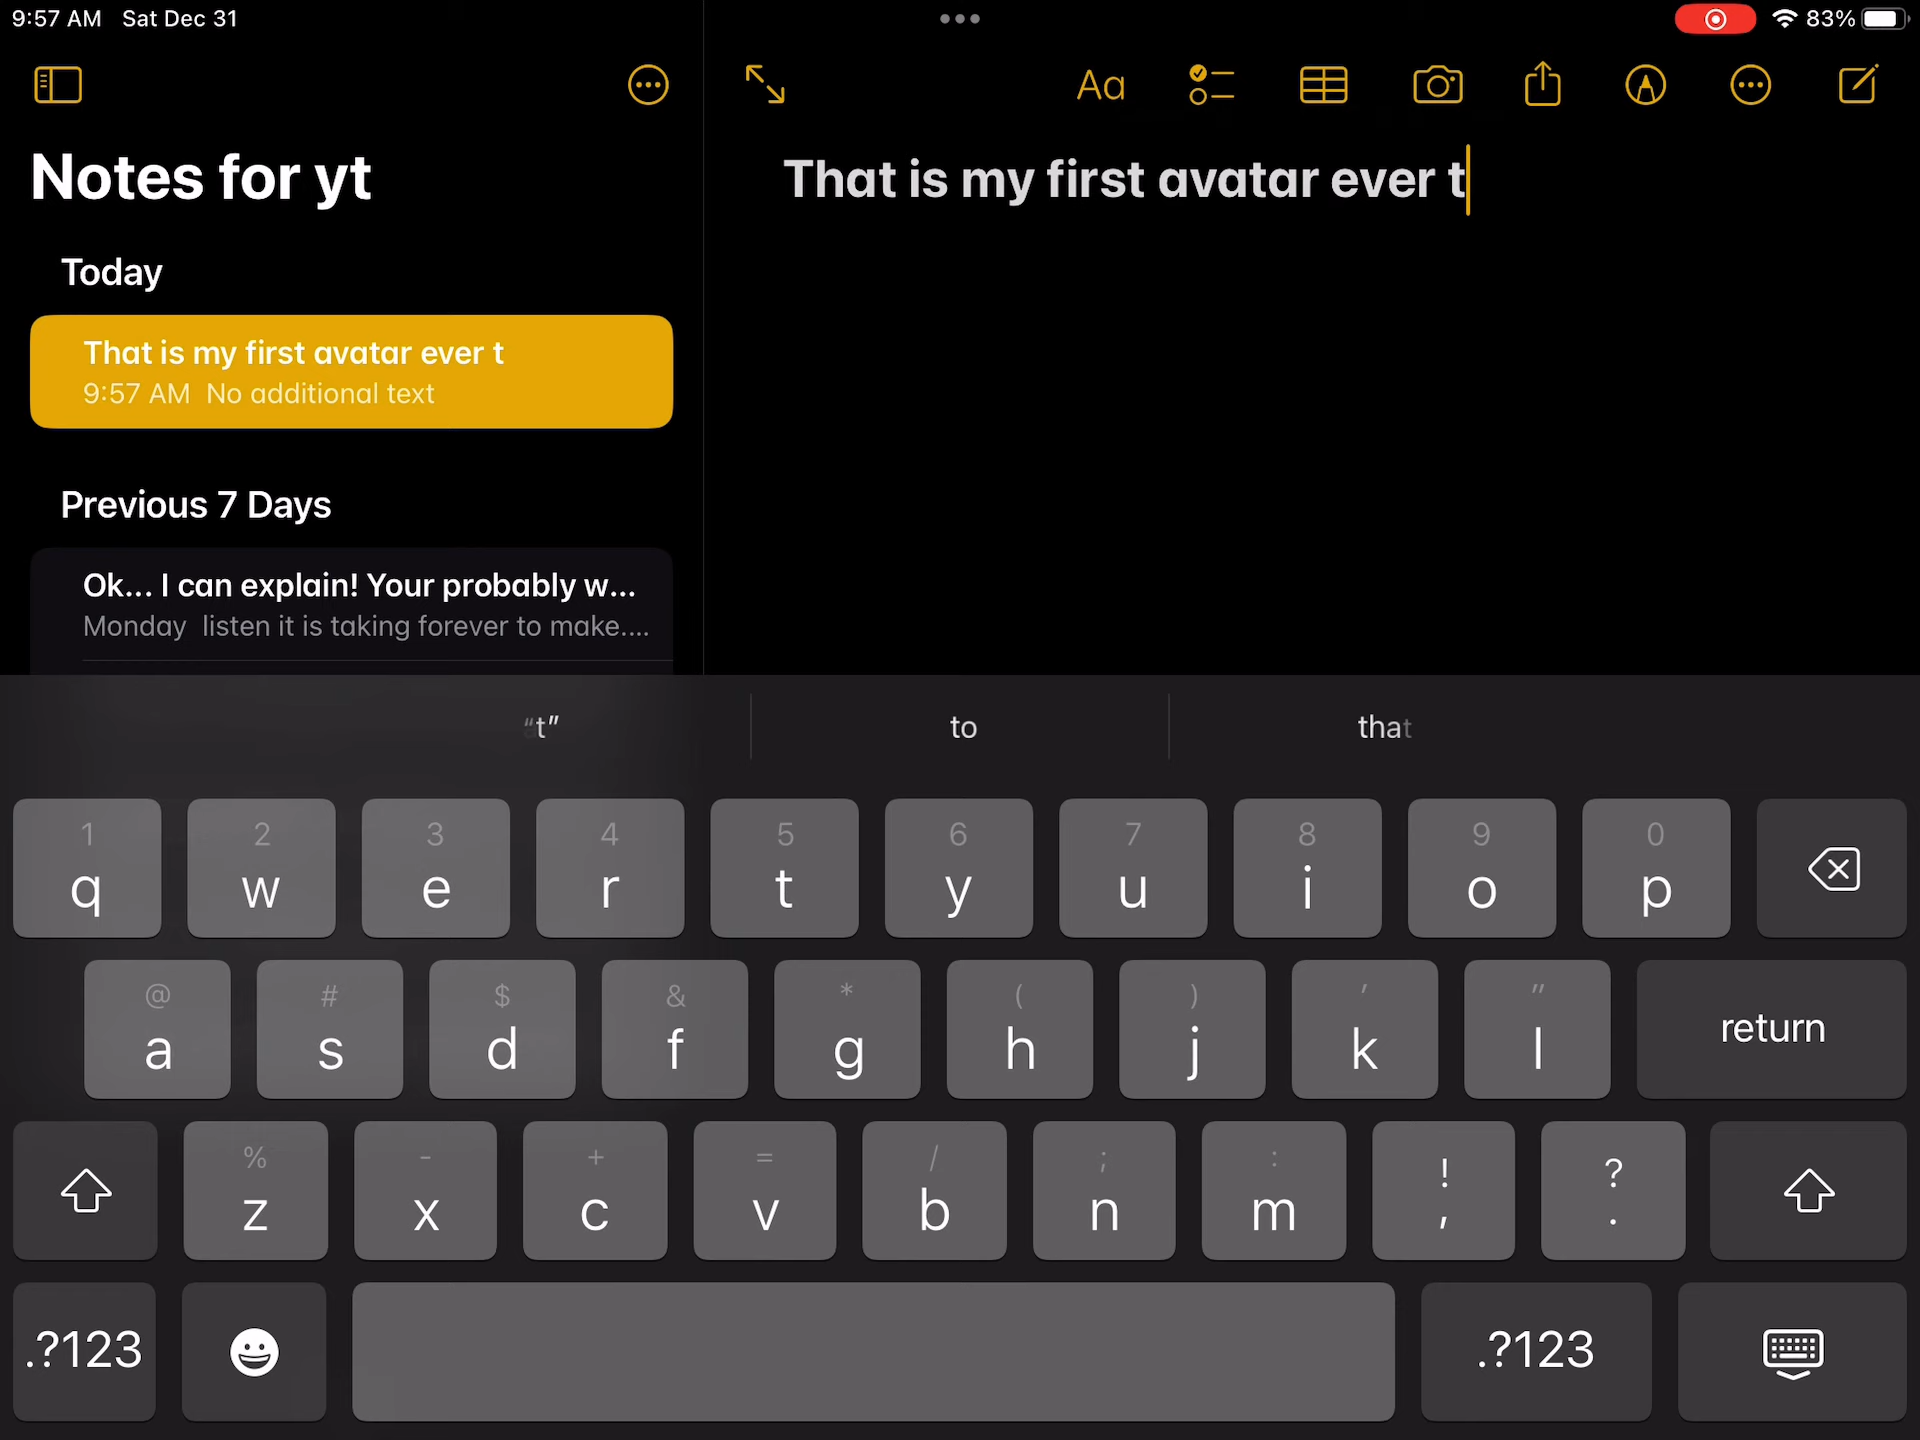 9:57 AM Sat Dec 31
83%
Aa
Notes for yt
That is my first avatar ever t
Today
That is my first avatar ever t
9:57 AM No additional text
Previous 7 Days
Ok... I can explain! Your probably w...
Monday listen it is taking forever to make....
“t” to that
1 2 3 4 5 6 7 8 9 0
q w e r t y u i o p
@ # $ & * ( ) ' "
a s d f g h j k l return
% - + = / ; : ! ?
z x c v b n m , .
.?123 .?123